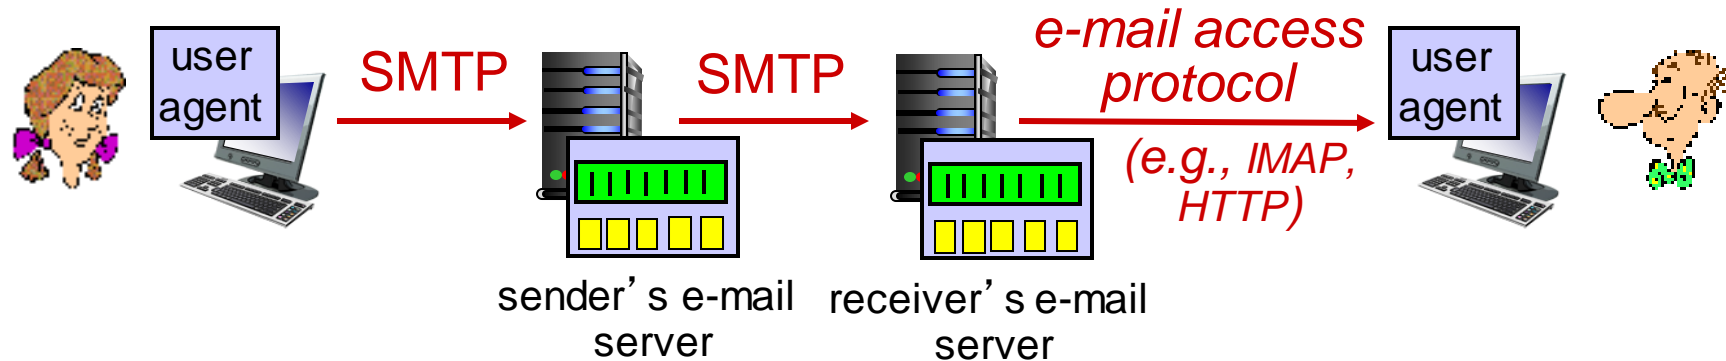 user
agent
SMTP
SMTP
e-mail access
protocol
(e.g., IMAP,
HTTP)
user
agent
sender’s e-mail
server
receiver’s e-mail
server